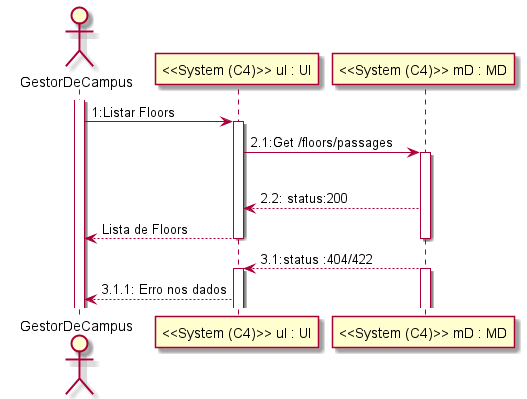 GestorDeCampus
<<System (C4)>> uI : UI
<<System (C4)>> mD : MD
1:Listar Floors
2.1:Get /floors/passages
2.2: status:200
Lista de Floors
3.1:status :404/422
3.1.1: Erro nos dados
GestorDeCampus
<<System (C4)>> uI : UI
<<System (C4)>> mD : MD